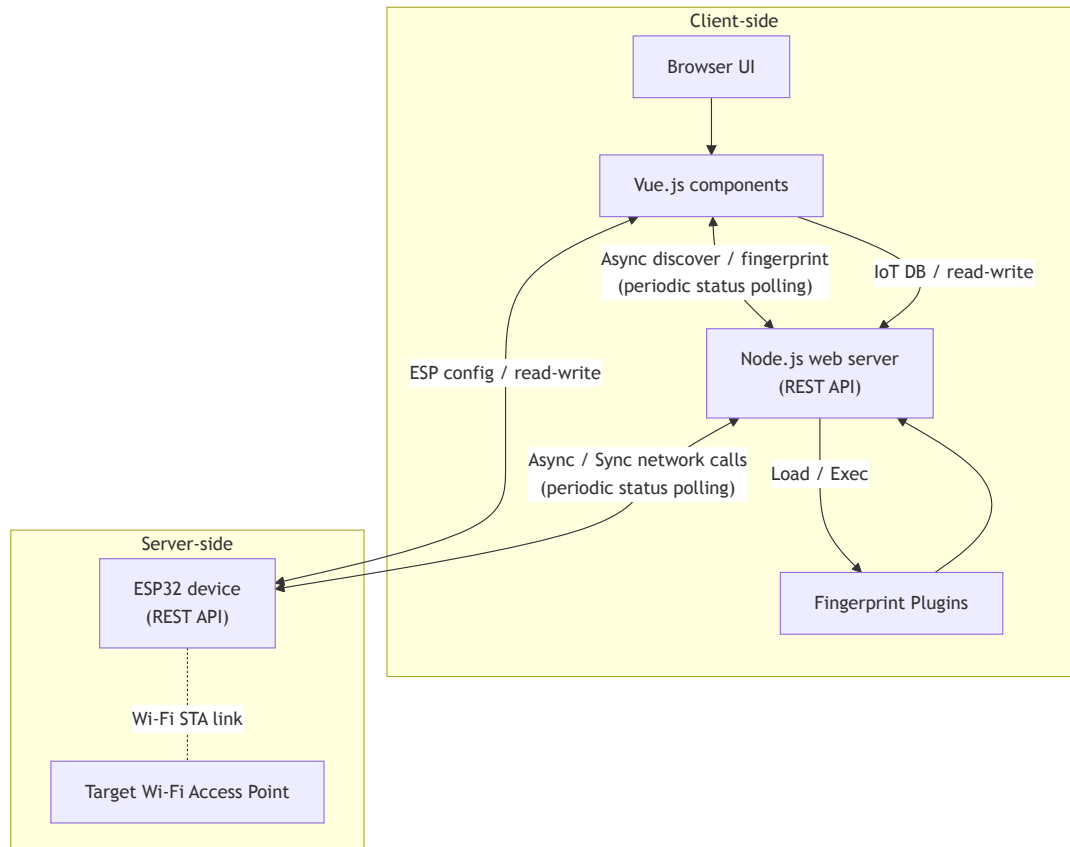 Client-side
Browser UI
Vue.js components
Async discover / fingerprint
(periodic status polling)
IoT DB / read-write
Node.js web server
(REST API)
ESP config / read-write
Async / Sync network calls
(periodic status polling)
Load / Exec
Server-side
ESP32 device
(REST API)
Fingerprint Plugins
Wi-Fi STA link
Target Wi-Fi Access Point